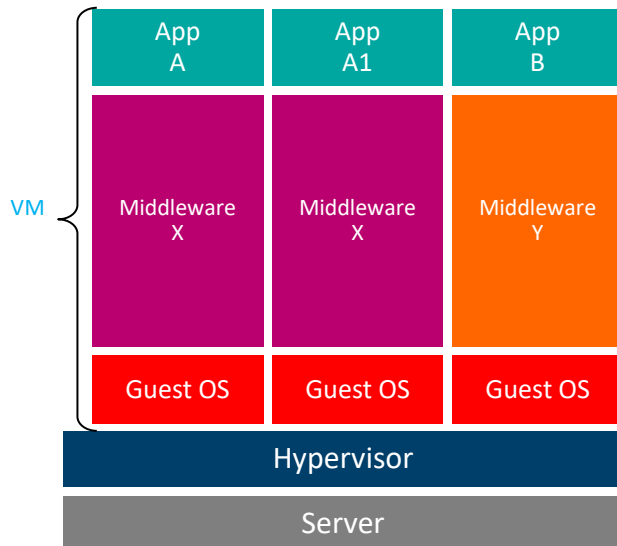 App
A
App
A1
App
B
VM
Middleware
X
Middleware
X
Middleware
Y
Guest OS
Guest OS
Guest OS
Hypervisor
Server